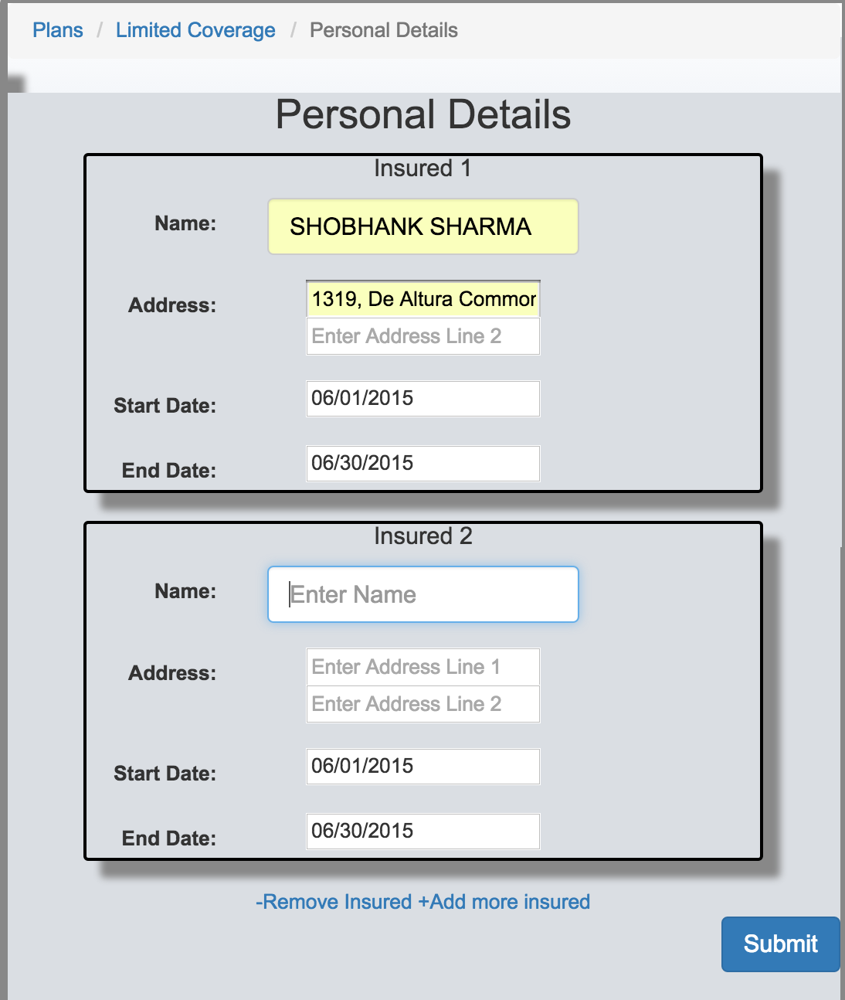 Plans / Limited Coverage / Personal Details
Personal Details
Insured 1
Name: SHOBHANK SHARMA
Address: 1319, De Altura Commor
Enter Address Line 2
Start Date: 06/01/2015
End Date: 06/30/2015
Insured 2
Name: Enter Name
Address: Enter Address Line 1
Enter Address Line 2
Start Date: 06/01/2015
End Date: 06/30/2015
-Remove Insured +Add more insured
Submit